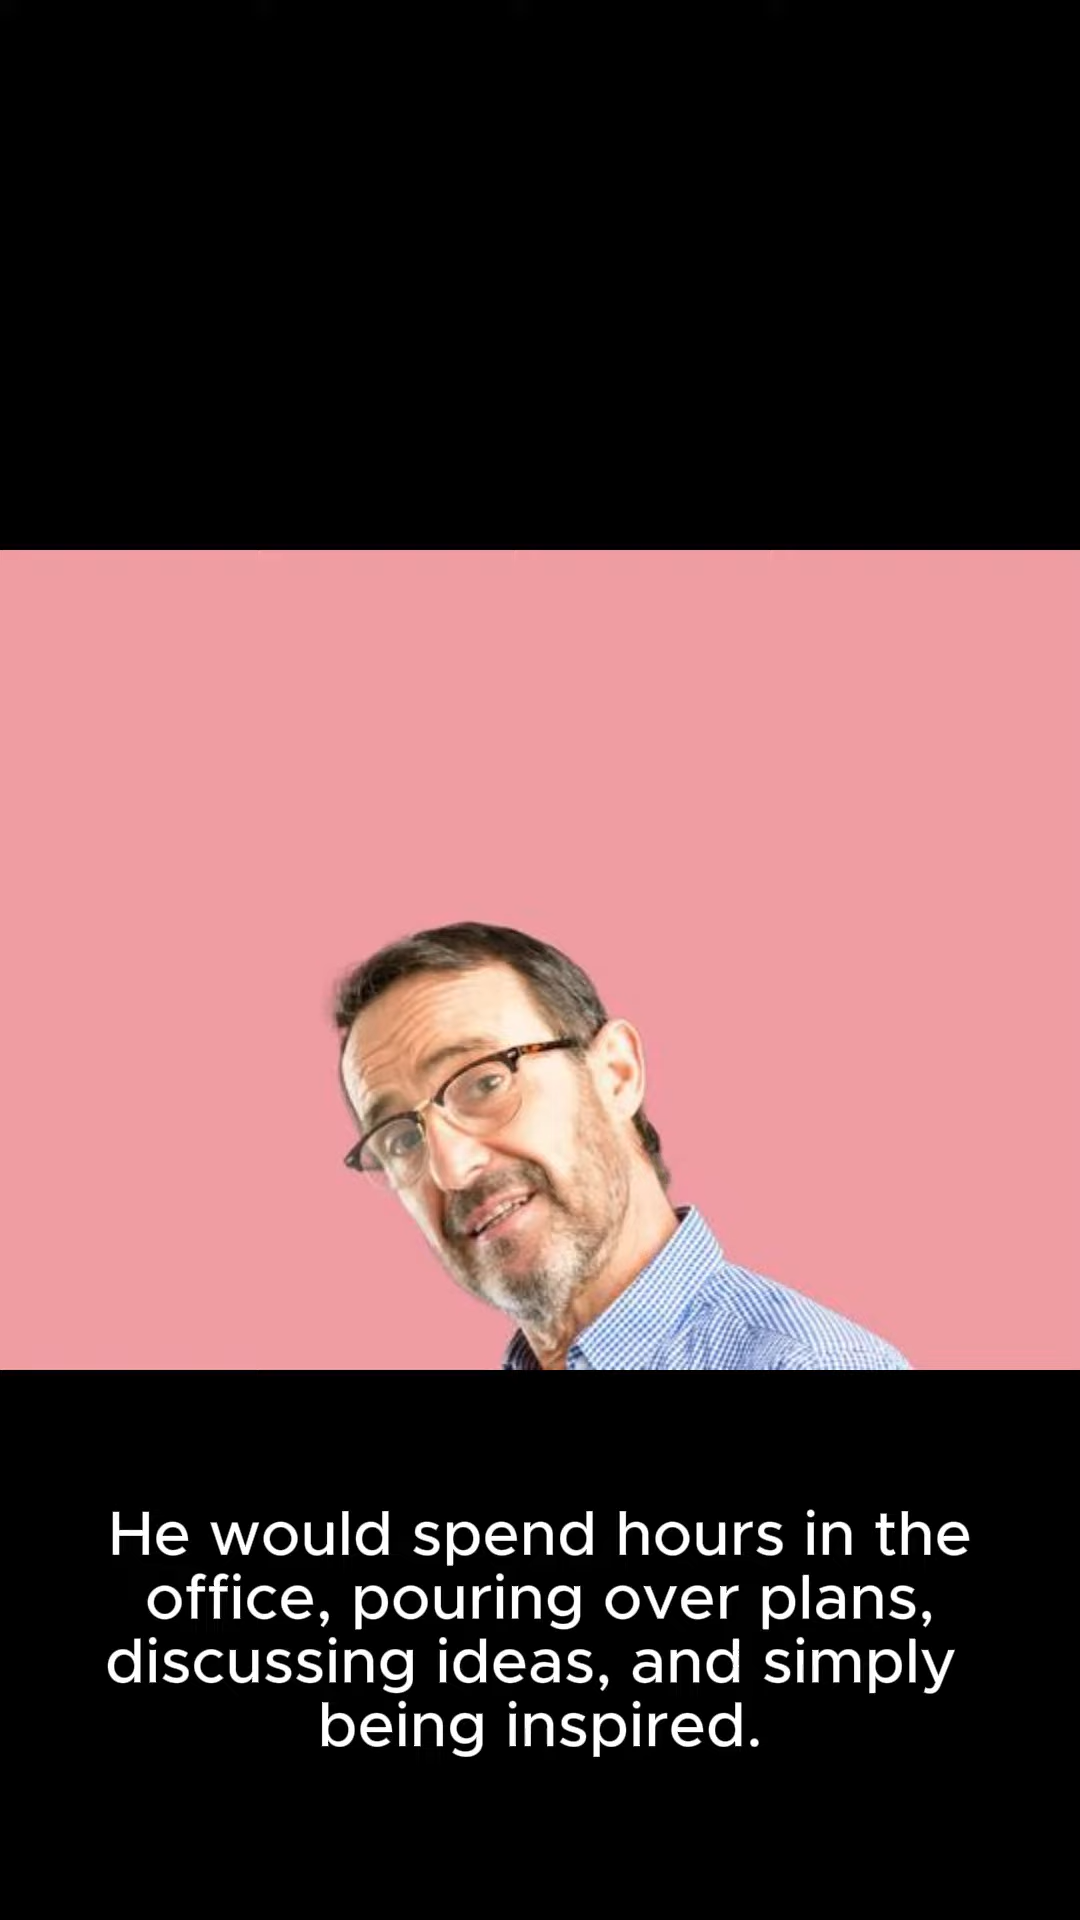 He would spend hours in the
office, pouring over plans,
discussing ideas, and simply
being inspired.